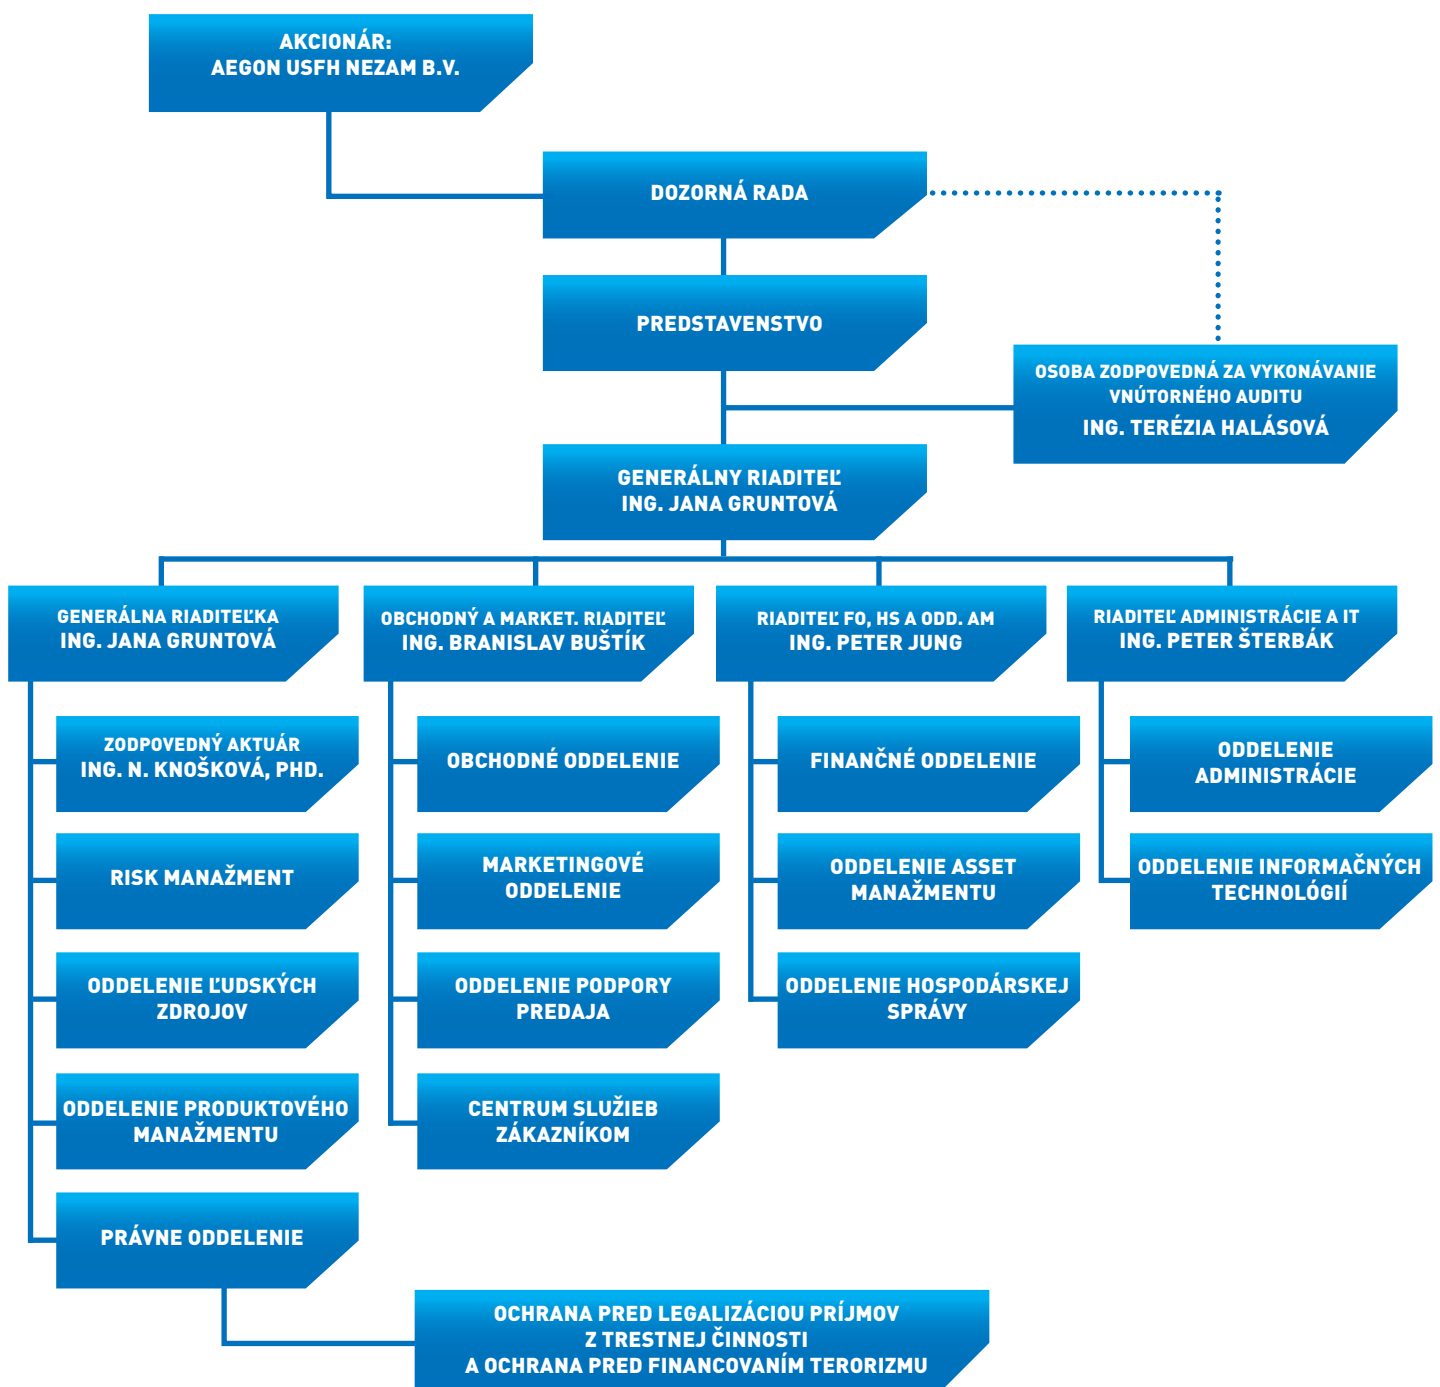 AKCIONÁR:
AEGON USFH NEZAM B.V.
DOZORNÁ RADA
PREDSTAVENSTVO
OSOBA ZODPOVEDNÁ ZA VYKONÁVANIE
VNÚTORNÉHO AUDITU
ING. TERÉZIA HALÁSOVÁ
GENERÁLNY RIADITEĽ
ING. JANA GRUNTOVÁ
GENERÁLNA RIADITEĽKA
ING. JANA GRUNTOVÁ
ZODPOVEDNÝ AKTUÁR
ING. N. KNOŠKOVÁ, PHD.
RISK MANAŽMENT
ODDELENIE ĽUDSKÝCH
ZDROJOV
ODDELENIE PRODUKTOVÉHO
MANAŽMENTU
PRÁVNE ODDELENIE
OCHRANA PRED LEGALIZÁCIOU PRÍJMOV
Z TRESTNEJ ČINNOSTI
A OCHRANA PRED FINANCOVANÍM TERORIZMU
OBCHODNÝ A MARKET. RIADITEĽ
ING. BRANISLAV BUŠTÍK
OBCHODNÉ ODDELENIE
MARKETINGOVÉ
ODDELENIE
ODDELENIE PODPORY
PREDAJA
CENTRUM SLUŽIEB
ZÁKAZNÍKOM
RIADITEĽ FO, HS A ODD. AM
ING. PETER JUNG
FINANČNÉ ODDELENIE
ODDELENIE ASSET
MANAŽMENTU
ODDELENIE HOSPODÁRSKEJ
SPRÁVY
RIADITEĽ ADMINISTRÁCIE A IT
ING. PETER ŠTERBÁK
ODDELENIE
ADMINISTRÁCIE
ODDELENIE INFORMAČNÝCH
TECHNOLÓGIÍ